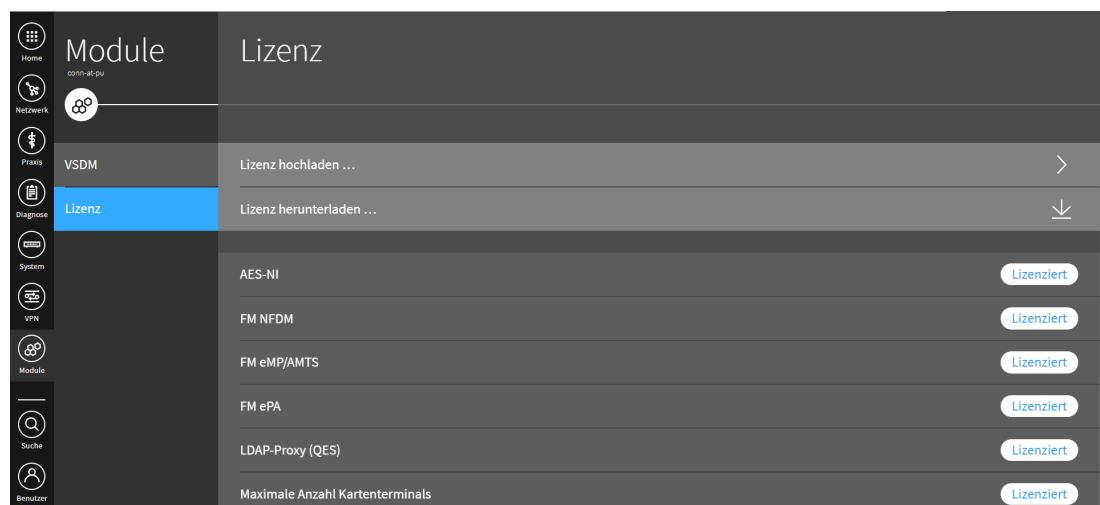 Home
Netzwerk
Praxis
Diagnose
System
VPN
Module
Suche
Benutzer
Module
conn-at-pu
VSDM
Lizenz
Lizenz
Lizenz hochladen ...
Lizenz herunterladen ...
AES-NI Lizenziert
FM NFDM Lizenziert
FM eMP/AMTS Lizenziert
FM ePA Lizenziert
LDAP-Proxy (QES) Lizenziert
Maximale Anzahl Kartenterminals Lizenziert